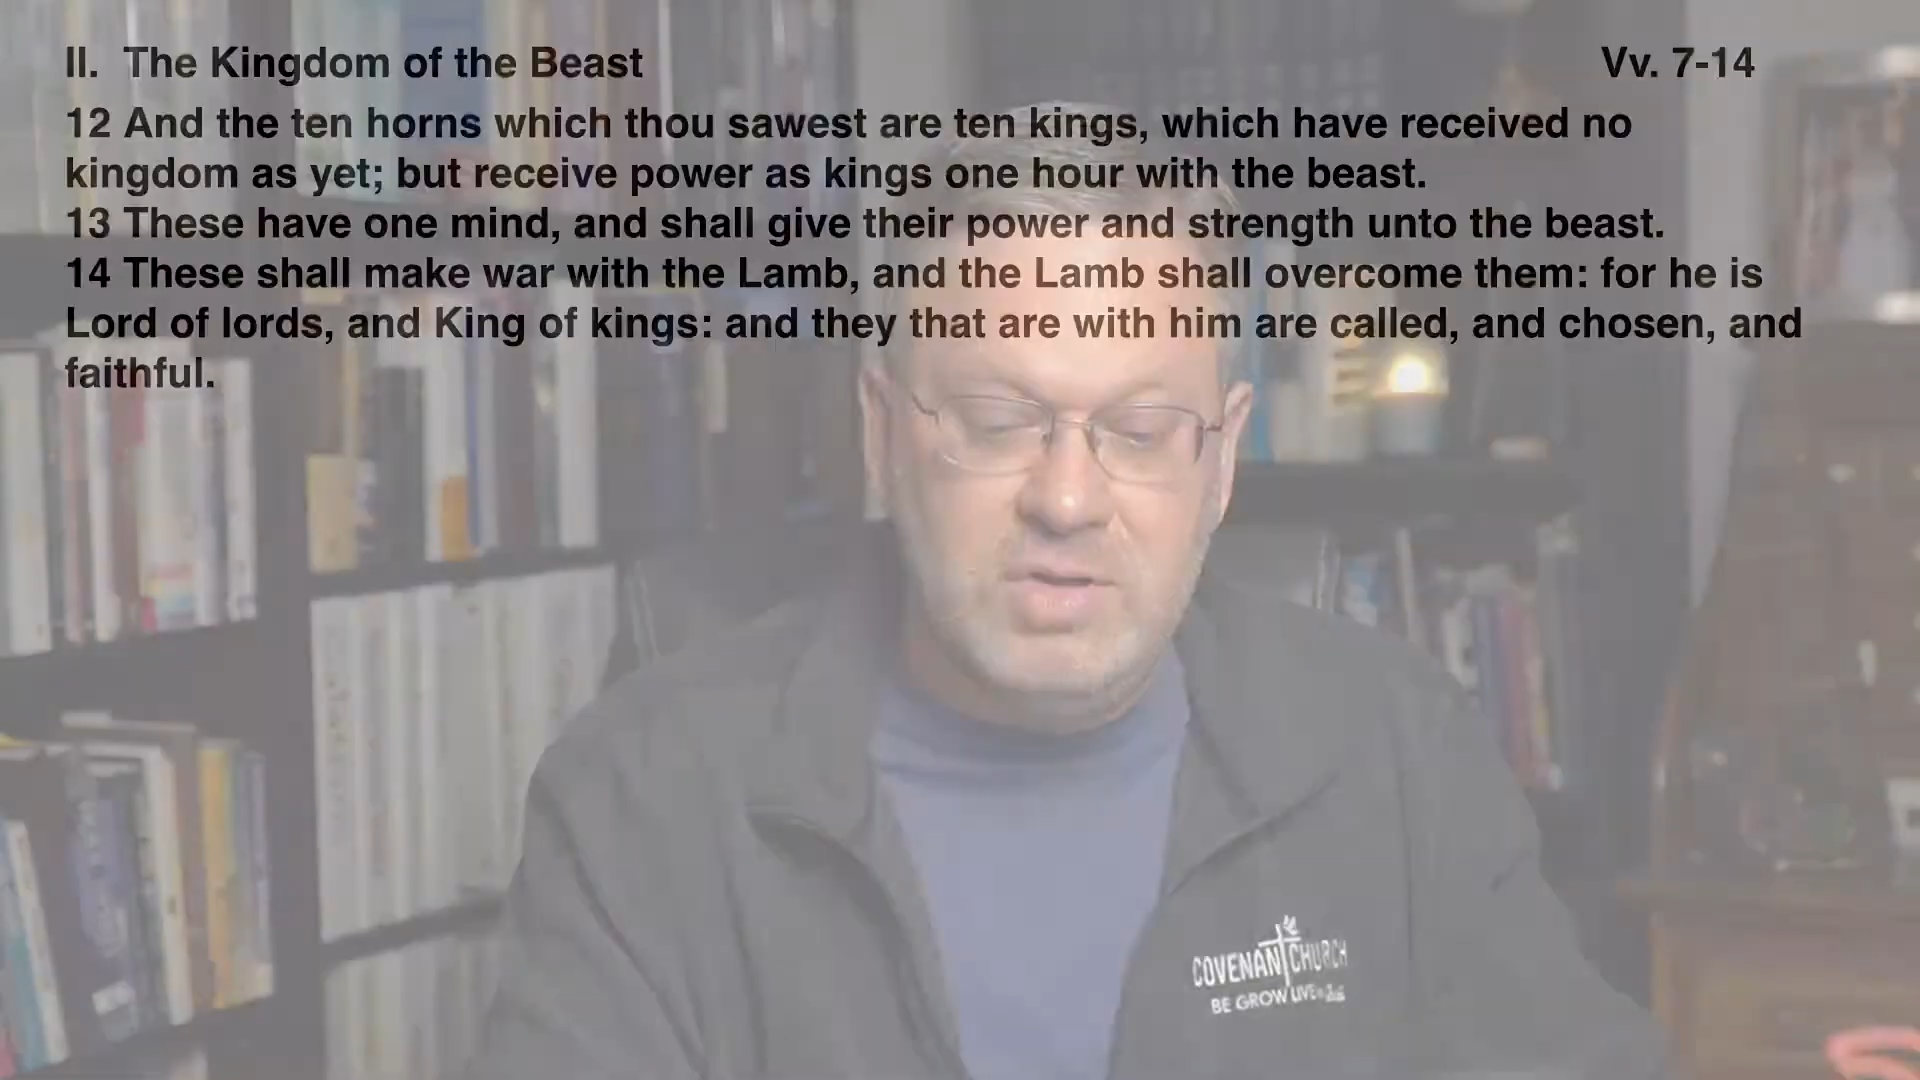 II. The Kingdom of the Beast Vv. 7-14
12 And the ten horns which thou sawest are ten kings, which have received no
kingdom as yet; but receive power as kings one hour with the beast.
13 These have one mind, and shall give their power and strength unto the beast.
14 These shall make war with the Lamb, and the Lamb shall overcome them: for he is
Lord of lords, and King of kings: and they that are with him are called, and chosen, and
faithful.
COVENANT CHURCH
BE GROW LIVE